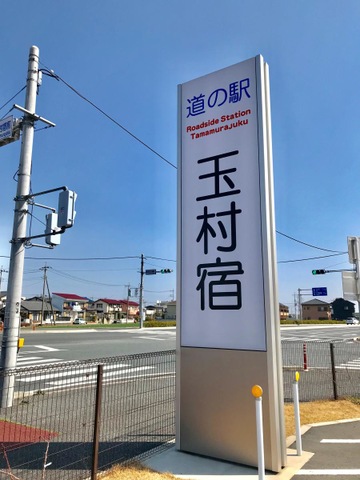 道の駅
Roadside Station
Tamamurajuku
玉村宿